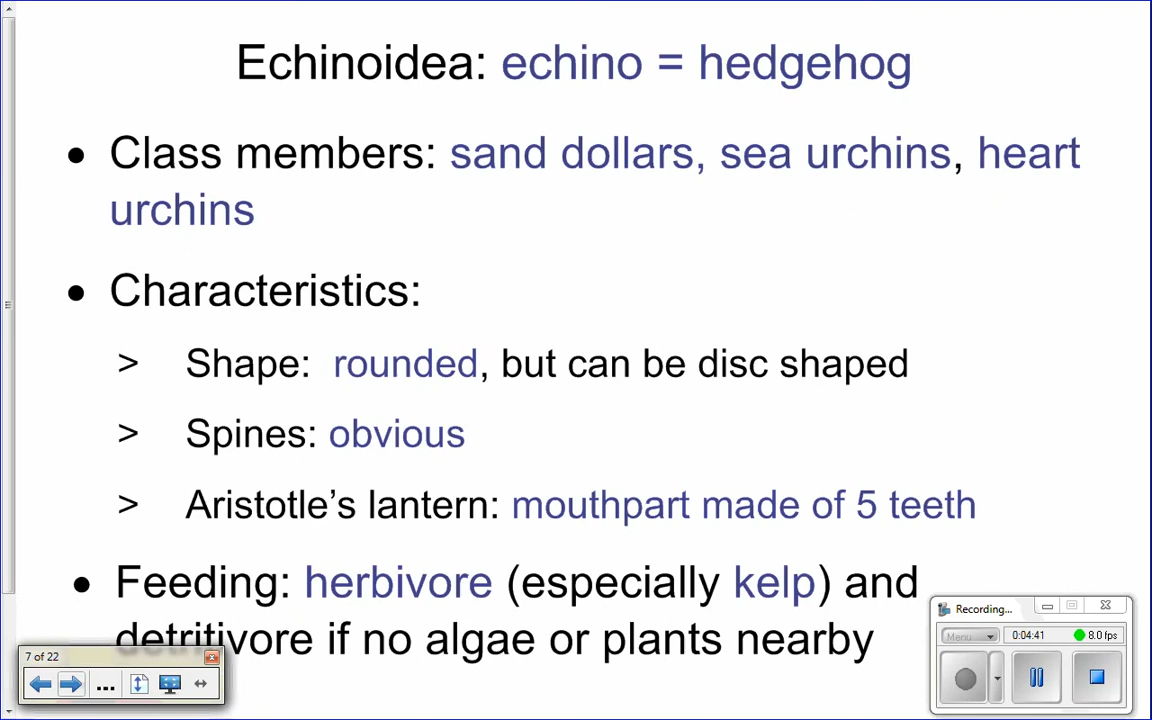 Echinoidea: echino = hedgehog
• Class members: sand dollars, sea urchins, heart
urchins
• Characteristics:
> Shape: rounded, but can be disc shaped
> Spines: obvious
> Aristotle's lantern: mouthpart made of 5 teeth
• Feeding: herbivore (especially kelp) and
detritivore if no algae or plants nearby
7 of 22
...
Recording...
Menu
0:04:41
8.0 fps